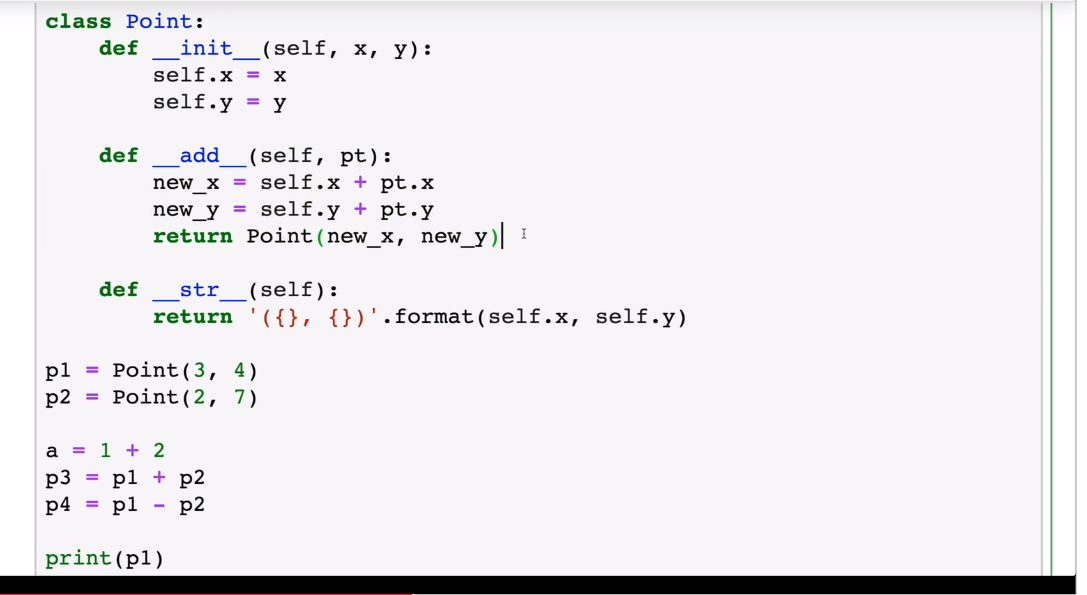 class Point:
    def __init__(self, x, y):
        self.x = x
        self.y = y
    def __add__(self, pt):
        new_x = self.x + pt.x
        new_y = self.y + pt.y
        return Point(new_x, new_y)
    def __str__(self):
        return '({}, {})'.format(self.x, self.y)
p1 = Point(3, 4)
p2 = Point(2, 7)
a = 1 + 2
p3 = p1 + p2
p4 = p1 - p2
print(p1)